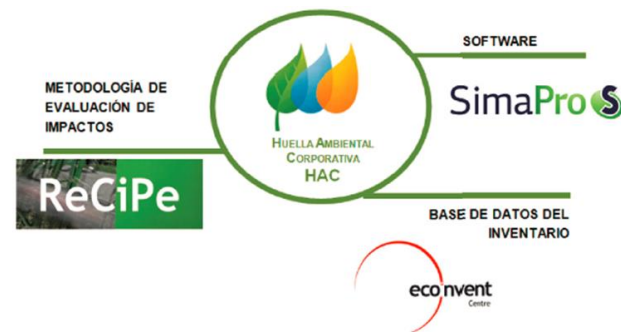 SOFTWARE
SimaPro S
METODOLOGÍA DE
EVALUACIÓN DE
IMPACTOS
ReCiPe
HUELLA AMBIENTAL
CORPORATIVA
HAC
BASE DE DATOS DEL
INVENTARIO
ecoinvent
Centre